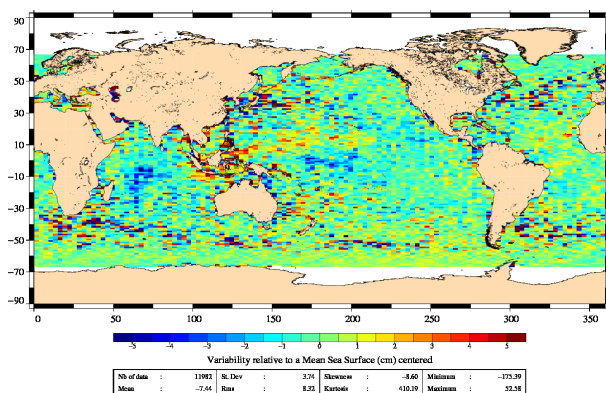 90
70
50
30
10
−10
−30
−50
−70
−90
0 50 100 150 200 250 300 350
−5 −4 −3 −2 −1 0 1 2 3 4 5
Variability relative to a Mean Sea Surface (cm) centered
Nb of data : 11982 St. Dev : 3.74 Skewness : −8.60 Minimum : −175.39
Mean : −7.44 Rms : 8.32 Kurtosis : 410.19 Maximum : 52.58